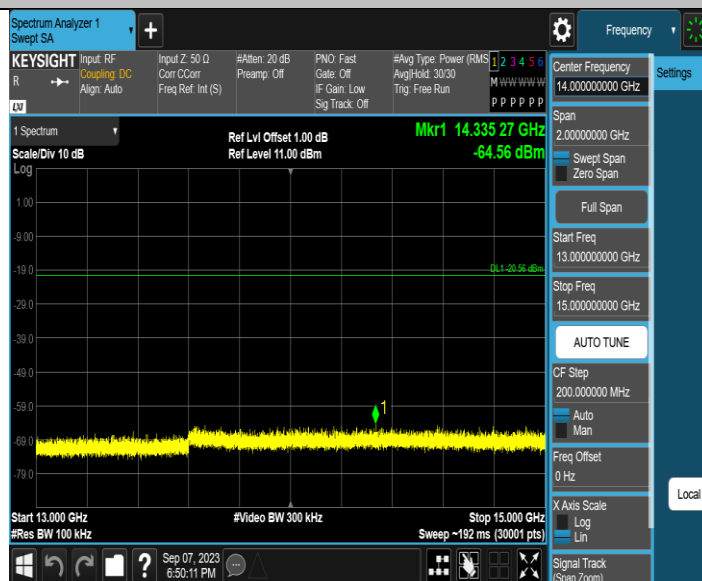 Spectrum Analyzer 1
Swept SA
+
Frequency
KEYSIGHT
R
LXI
Input: RF
Coupling: DC
Align: Auto
Input Z: 50 Ω
Corr CCorr
Freq Ref: Int (S)
#Atten: 20 dB
Preamp: Off
PNO: Fast
Gate: Off
IF Gain: Low
Sig Track: Off
#Avg Type: Power (RMS
Avg|Hold: 30/30
Trig: Free Run
1 2 3 4 5 6
M W W W W W
P P P P P P
Center Frequency
14.000000000 GHz
Settings
Span
2.00000000 GHz
Swept Span
Zero Span
Full Span
Start Freq
13.000000000 GHz
Stop Freq
15.000000000 GHz
AUTO TUNE
CF Step
200.000000 MHz
Auto
Man
Freq Offset
0 Hz
X Axis Scale
Log
Lin
Signal Track
(Span Zoom)
Local
1 Spectrum
Scale/Div 10 dB
Log
Ref Lvl Offset 1.00 dB
Ref Level 11.00 dBm
Mkr1 14.335 27 GHz
-64.56 dBm
1.00
-9.00
-19.0
DL1 -20.56 dBm
-29.0
-39.0
-49.0
-59.0
1
-69.0
-79.0
Start 13.000 GHz
#Video BW 300 kHz
Stop 15.000 GHz
#Res BW 100 kHz
Sweep ~192 ms (30001 pts)
?
Sep 07, 2023
6:50:11 PM